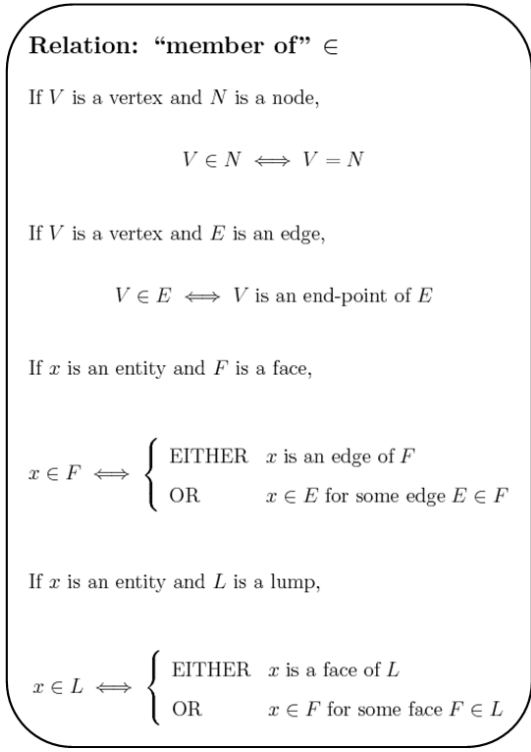 Relation: “member of” ∈
If V is a vertex and N is a node,
V ∈ N ⟺ V = N
If V is a vertex and E is an edge,
V ∈ E ⟺ V is an end-point of E
If x is an entity and F is a face,
x ∈ F ⟺ { EITHER x is an edge of F
OR x ∈ E for some edge E ∈ F
If x is an entity and L is a lump,
x ∈ L ⟺ { EITHER x is a face of L
OR x ∈ F for some face F ∈ L